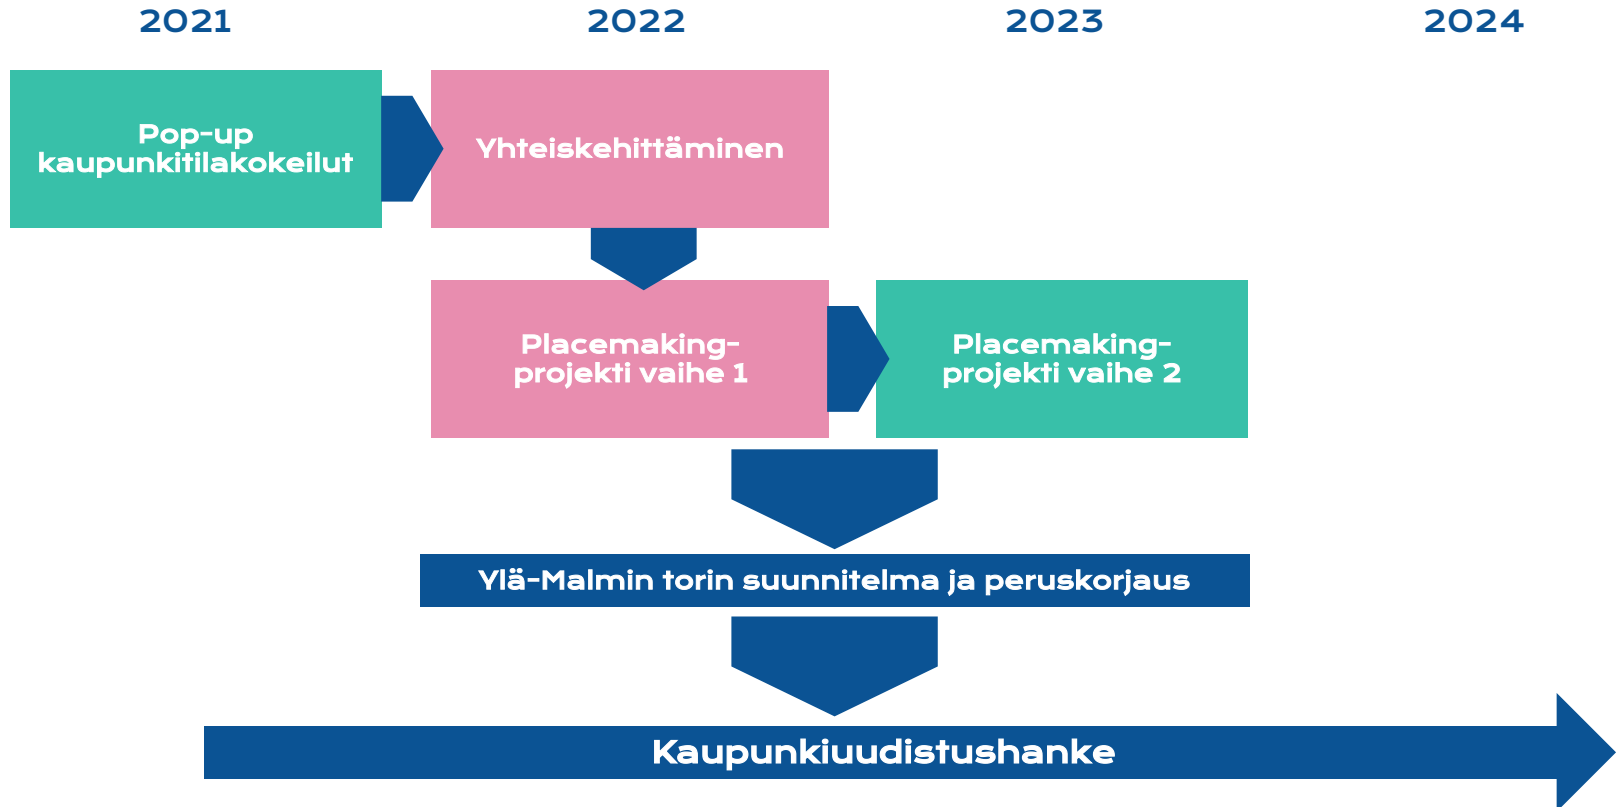 2021
2022
2023
2024
Pop-up
kaupunkitilakokeilut
Yhteiskehittäminen
Placemaking-
projekti vaihe 1
Placemaking-
projekti vaihe 2
Ylä-Malmin torin suunnitelma ja peruskorjaus
Kaupunkiuudistushanke